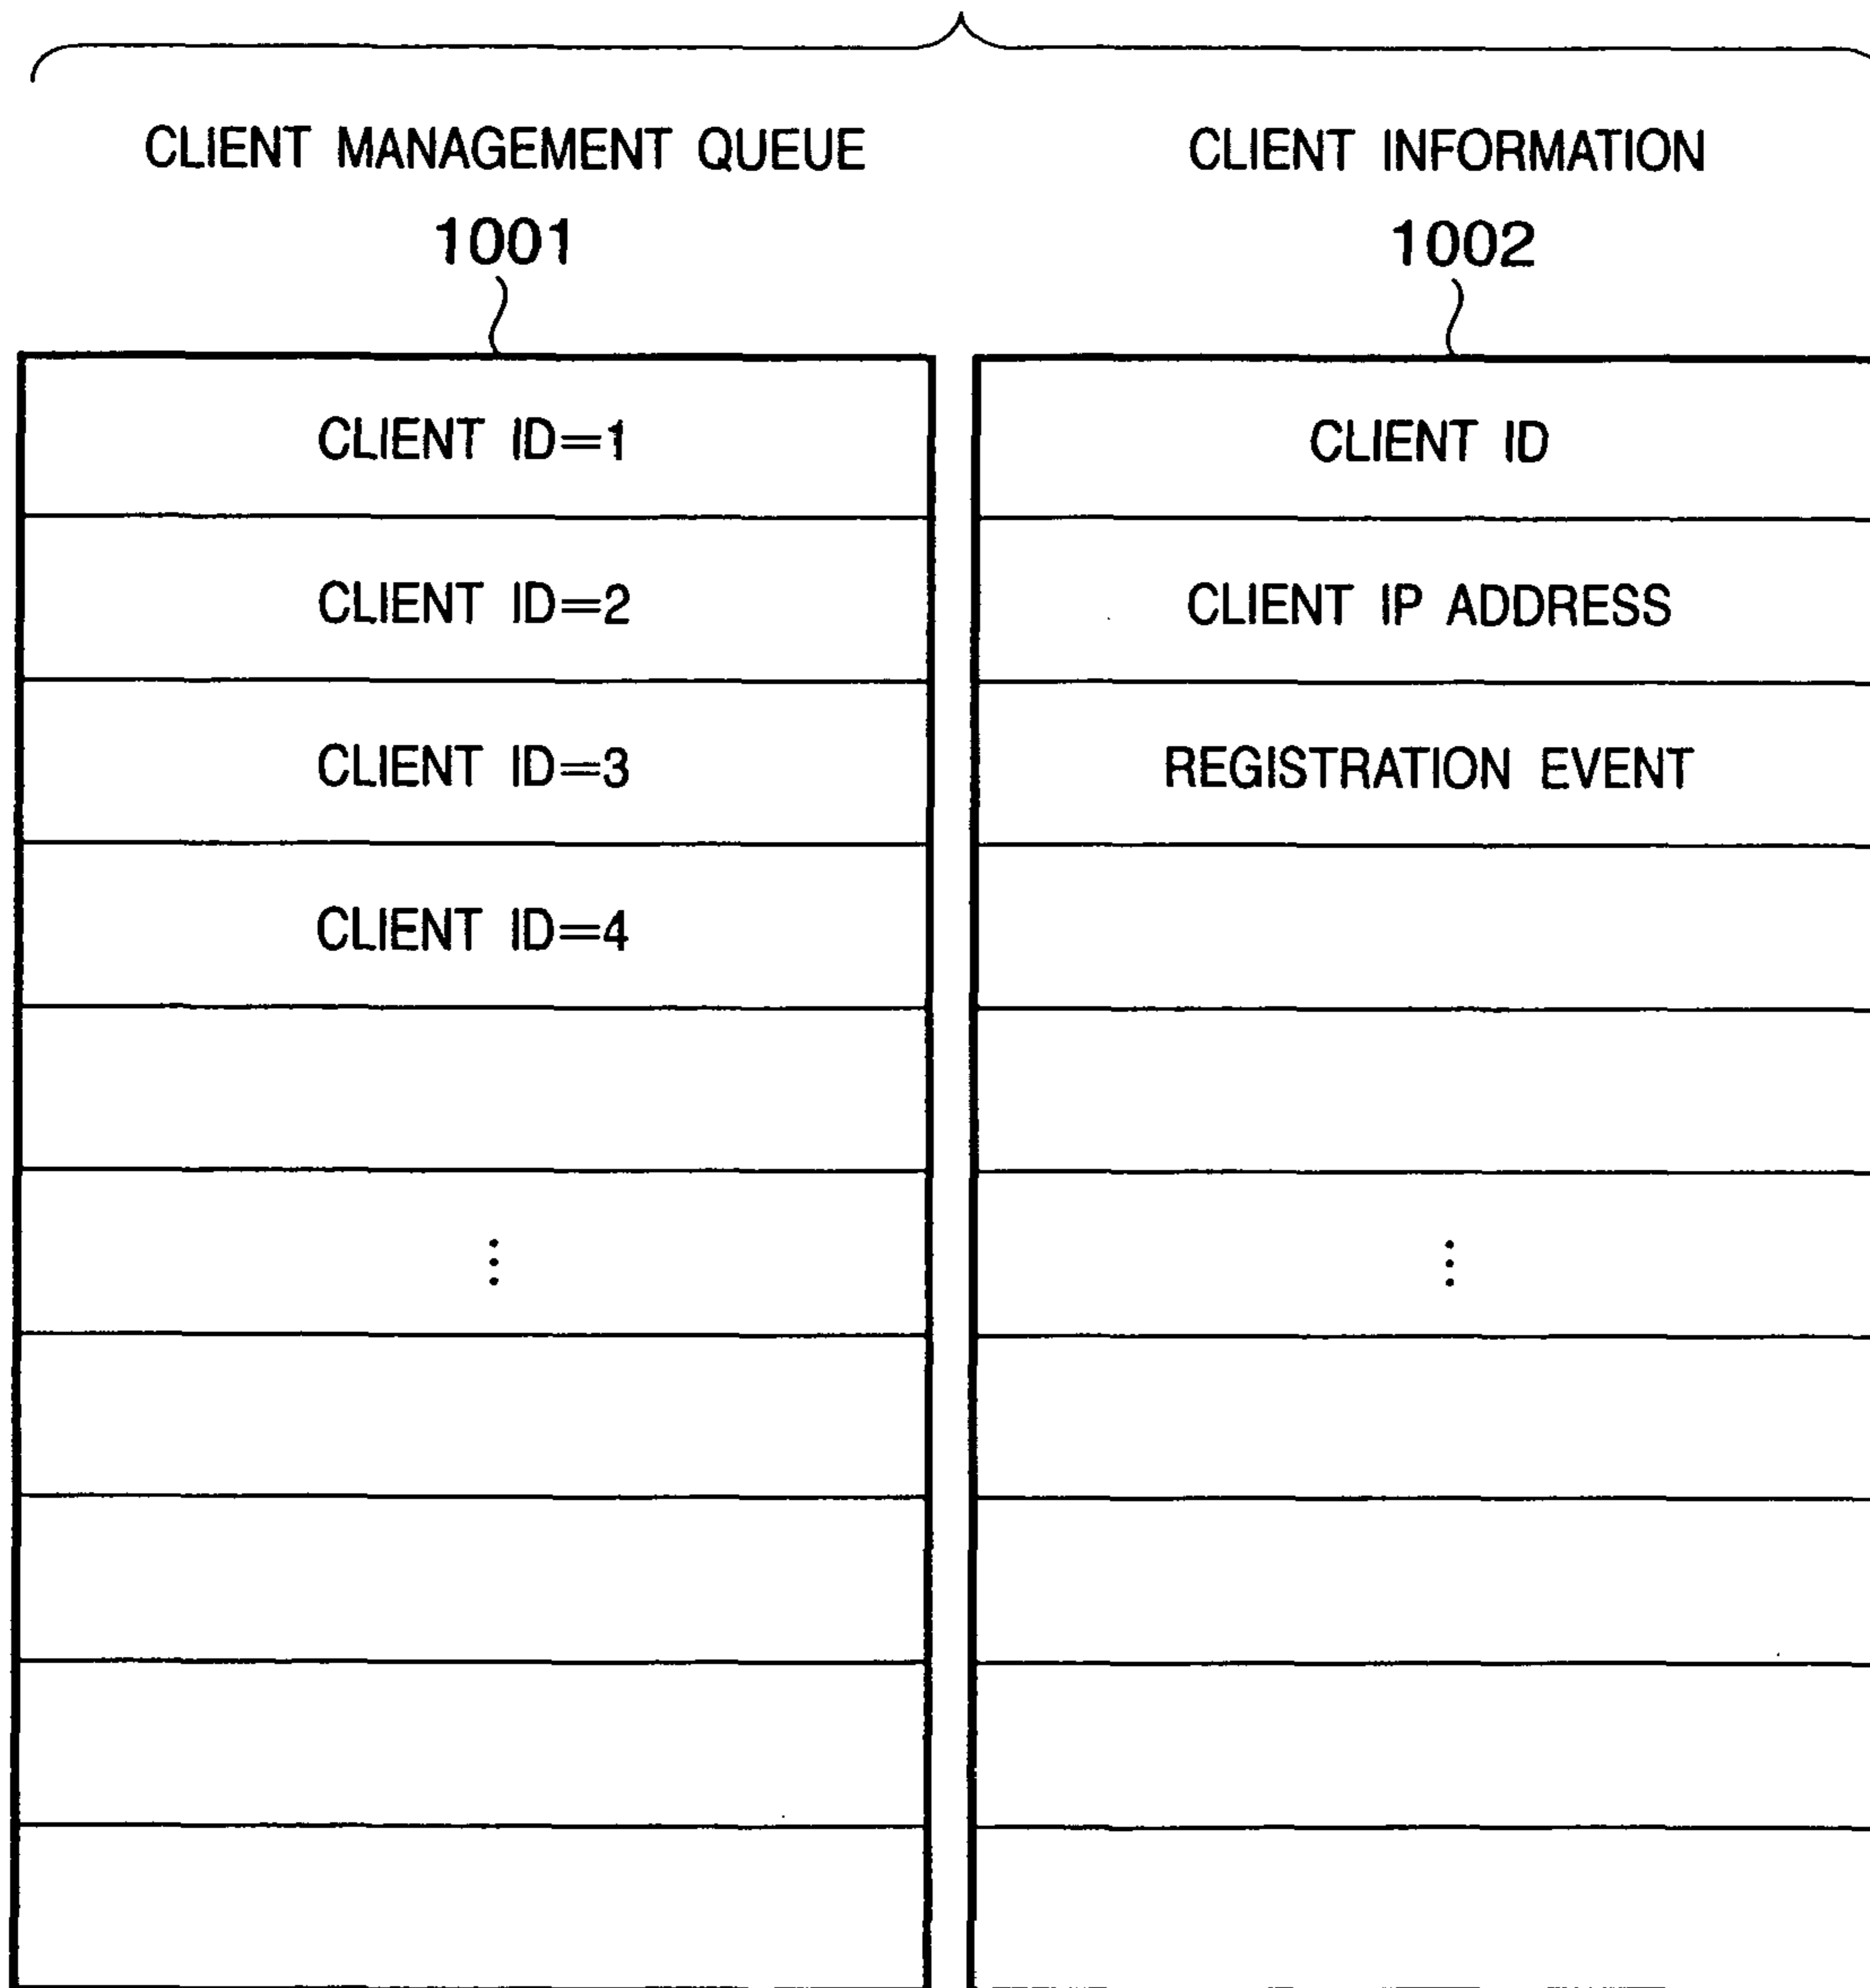 CLIENT MANAGEMENT QUEUE
1001
CLIENT ID=1
CLIENT ID=2
CLIENT ID=3
CLIENT ID=4
⋮
CLIENT INFORMATION
1002
CLIENT ID
CLIENT IP ADDRESS
REGISTRATION EVENT
⋮